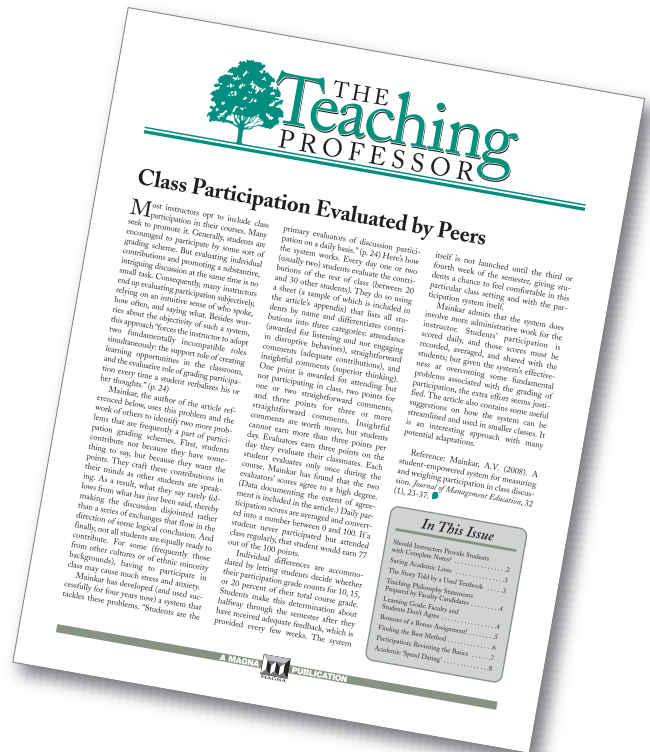 THE
Teaching
PROFESSOR
Class Participation Evaluated by Peers
Most instructors opt to include class
participation in their courses. Many
seek to promote it. Generally, students are
encouraged to participate by some sort of
grading scheme. But evaluating individual
contributions and promoting a substantive,
intriguing discussion at the same time is no
small task. Consequently, many instructors
end up evaluating participation subjectively,
relying on an intuitive sense of who spoke,
how often, and saying what. Besides wor-
ries about the objectivity of such a system,
this approach "forces the instructor to adopt
two fundamentally incompatible roles
simultaneously: the support role of creating
learning opportunities in the classroom,
and the evaluative role of grading participa-
tion every time a student verbalizes his or
her thoughts." (p. 24)
Mainkar, the author of the article ref-
erenced below, uses this problem and the
work of others to identify two more prob-
lems that are frequently a part of partici-
pation grading schemes. First, students
contribute not because they have some-
thing to say, but because they want the
points. They craft these contributions in
their minds as other students are speak-
ing. As a result, what they say rarely fol-
lows from what has just been said, thereby
making the discussion disjointed rather
than a series of exchanges that flow in the
direction of some logical conclusion. And
finally, not all students are equally ready to
contribute. For some (frequently those
from other cultures or of ethnic minority
backgrounds), having to participate in
class may cause much stress and anxiety.
Mainkar has developed (and used suc-
cessfully for four years now) a system that
tackles these problems. "Students are the
primary evaluators of discussion partici-
pation on a daily basis." (p. 24) Here's how
the system works. Every day one or two
(usually two) students evaluate the contri-
butions of the rest of class (between 20
and 30 other students). They do so using
a sheet (a sample of which is included in
the article's appendix) that lists all stu-
dents by name and differentiates contri-
butions into three categories: attendance
(awarded for listening and nor engaging
in disruptive behaviors), straightforward
comments (adequate contributions), and
insightful comments (superior thinking).
One point is awarded for attending but
not participating in class, two points for
one or two straightforward comments,
and three points for three or more
straightforward comments. Insightful
comments are worth more, but students
cannot earn more than three points per
day. Evaluators earn three points on the
day they evaluate their classmates. Each
student evaluates only once during the
course. Mainkar has found that the two
evaluators' scores agree to a high degree.
(Data documenting the extent of agree-
ment is included in the article.) Daily par-
ticipation scores are averaged and convert-
ed into a number between 0 and 100. If a
student never participated but attended
class regularly, that student would earn 77
out of the 100 points.
Individual differences are accommo-
dated by letting students decide whether
their participation grade counts for 10, 15,
or 20 percent of their total course grade.
Students make this determination about
halfway through the semester after they
have received adequate feedback, which is
provided every few weeks. The system
itself is not launched until the third or
fourth week of the semester, giving stu-
dents a chance to feel comfortable in this
particular class setting and with the par-
ticipation system itself.
Mainkar admits that the system does
involve more administrative work for the
instructor. Students' participation is
scored daily, and those scores must be
recorded, averaged, and shared with the
students; but given the system's effective-
ness at overcoming some fundamental
problems associated with the grading of
participation, the extra effort seems justi-
fied. The article also contains some useful
suggestions on how the system can be
streamlined and used in smaller classes. It
is an interesting approach with many
potential adaptations.
Reference: Mainkar, A.V. (2008). A
student-empowered system for measuring
and weighing participation in class discus-
sion. Journal of Management Education, 32
(1), 23-37.
In This Issue
Should Instructors Provide Students
with Complete Notes? . . . . . . . . . . . . . .2
Saving Academic Lives . . . . . . . . . . . . .3
The Story Told by a Used Textbook . . . . .3
Teaching Philosophy Statements
Prepared by Faculty Candidates . . . . . . .4
Learning Goals: Faculty and
Students Don't Agree . . . . . . . . . . . . . .4
Bonuses of a Bonus Assignment! . . . . . . .5
Finding the Best Method . . . . . . . . . . . .6
Participation: Revisiting the Basics . . . . . .7
Academic 'Speed Dating' . . . . . . . . . . . .8
A MAGNA PUBLICATION
MAGNA